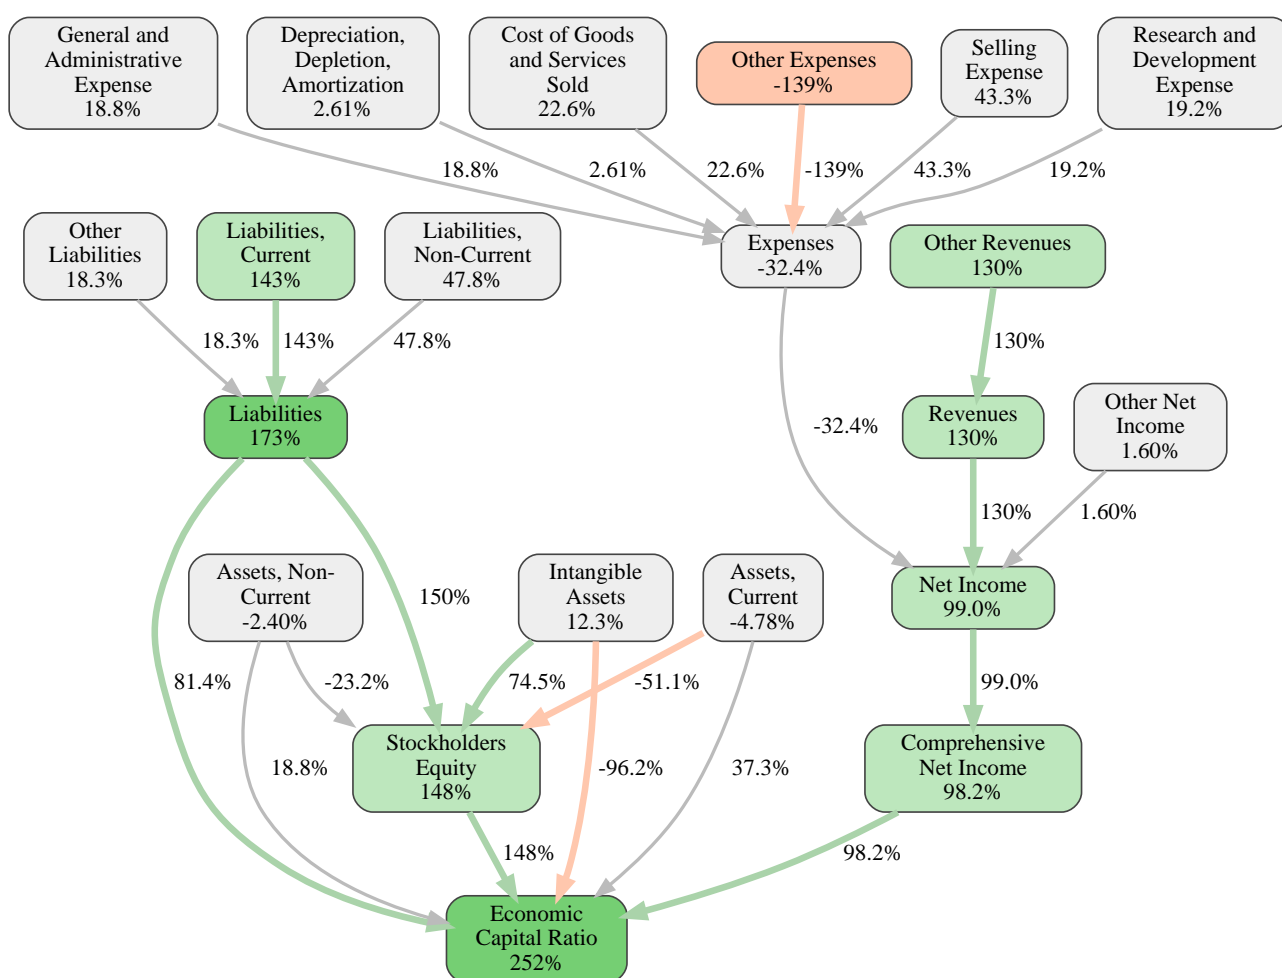 General and
Administrative
Expense
18.8%
Depreciation,
Depletion,
Amortization
2.61%
Cost of Goods
and Services
Sold
22.6%
Other Expenses
-139%
Selling
Expense
43.3%
Research and
Development
Expense
19.2%
18.8%
2.61%
22.6%
-139%
43.3%
19.2%
Other
Liabilities
18.3%
Liabilities,
Current
143%
Liabilities,
Non-Current
47.8%
Expenses
-32.4%
Other Revenues
130%
18.3%
143%
47.8%
130%
Liabilities
173%
-32.4%
Revenues
130%
Other Net
Income
1.60%
130%
1.60%
Assets, Non-
Current
-2.40%
150%
Intangible
Assets
12.3%
Assets,
Current
-4.78%
Net Income
99.0%
81.4%
-23.2%
74.5%
-51.1%
99.0%
Stockholders
Equity
148%
Comprehensive
Net Income
98.2%
18.8%
-96.2%
37.3%
148%
98.2%
Economic
Capital Ratio
252%